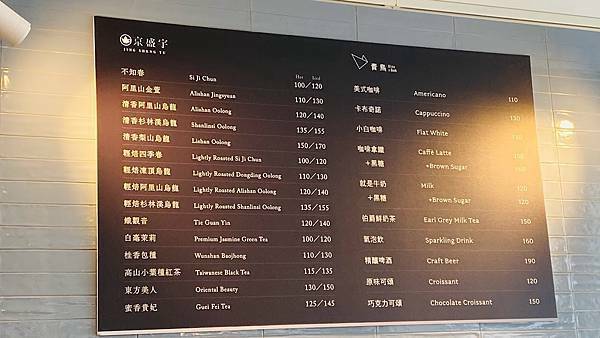 京盛宇
JING SHENG YU
Hot Iced
不知春 Si Ji Chun 100/120
阿里山金萱 Alishan Jingxuan 110/130
清香阿里山烏龍 Alishan Oolong 120/140
清香杉林溪烏龍 Shanlinxi Oolong 135/155
清香梨山烏龍 Lishan Oolong 150/170
輕焙四季春 Lightly Roasted Si Ji Chun 100/120
輕焙凍頂烏龍 Lightly Roasted Dongding Oolong 110/130
輕焙阿里山烏龍 Lightly Roasted Alishan Oolong 120/140
輕焙杉林溪烏龍 Lightly Roasted Shanlinxi Oolong 135/155
鐵觀音 Tie Guan Yin 120/140
白毫茉莉 Premium Jasmine Green Tea 100/120
桂香包種 Wunshan Baojhong 110/130
高山小葉種紅茶 Taiwanese Black Tea 115/135
東方美人 Oriental Beauty 130/150
蜜香貴妃 Guei Fei Tea 125/145
青鳥
美式咖啡 Americano 110
卡布奇諾 Cappuccino 130
小白咖啡 Flat White
咖啡拿鐵 Caffè Latte
+黑糖 +Brown Sugar
就是牛奶 Milk 120
+黑糖 +Brown Sugar 130
伯爵鮮奶茶 Earl Grey Milk Tea 150
氣泡飲 Sparkling Drink 160
精釀啤酒 Craft Beer 190
原味可頌 Croissant 120
巧克力可頌 Chocolate Croissant 150